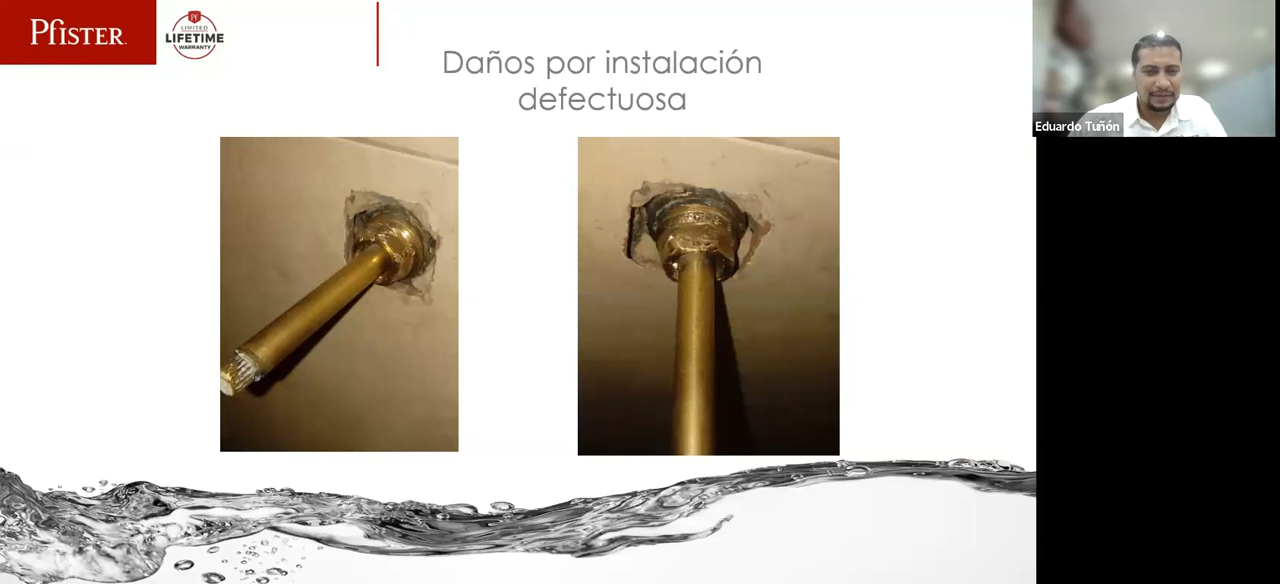 Pfister
LIMITED
LIFETIME
WARRANTY
Daños por instalación
defectuosa
Eduardo Tuñón